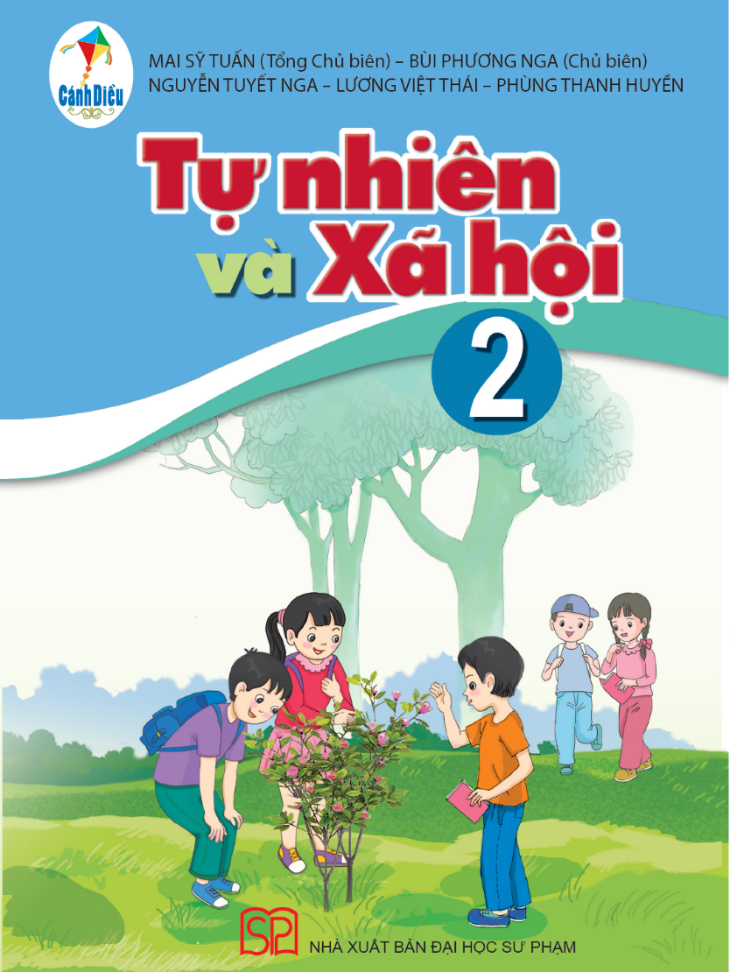 Cánh Diều
MAI SỸ TUẤN (Tổng Chủ biên) – BÙI PHƯƠNG NGA (Chủ biên)
NGUYỄN TUYẾT NGA – LƯƠNG VIỆT THÁI – PHÙNG THANH HUYỀN
Tự nhiên
và Xã hội
2
SP
NHÀ XUẤT BẢN ĐẠI HỌC SƯ PHẠM